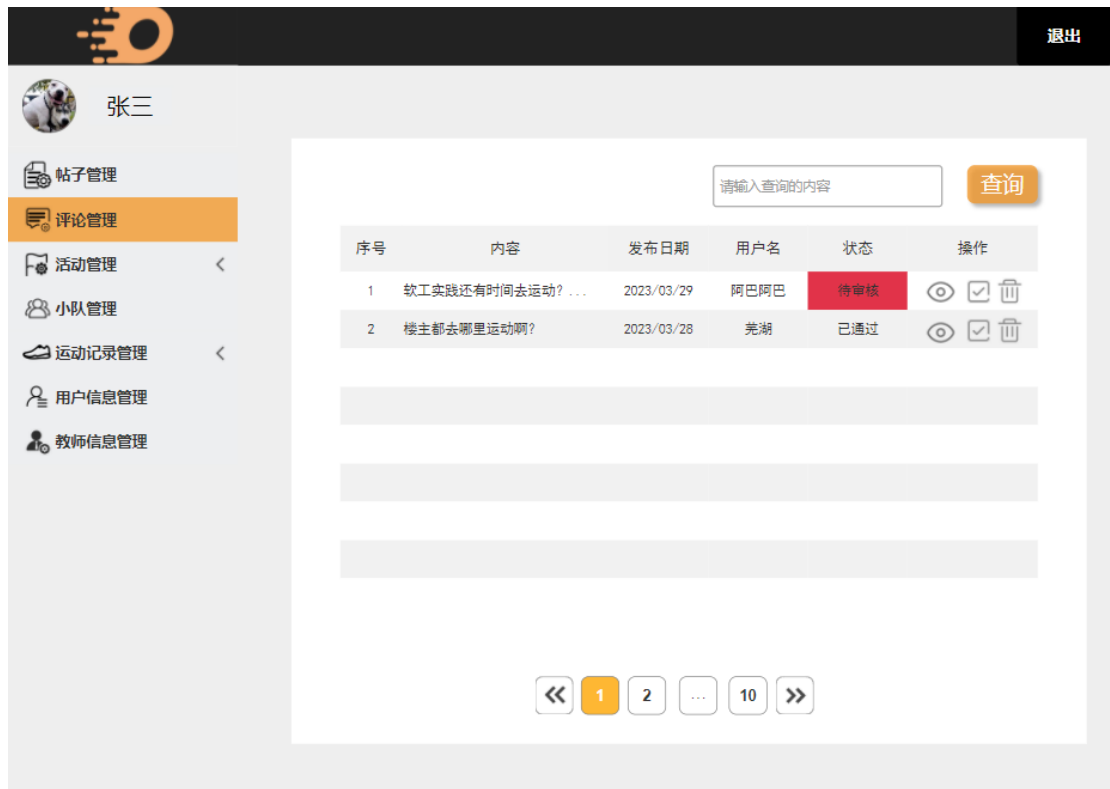 退出
张三
帖子管理
评论管理
活动管理
小队管理
运动记录管理
用户信息管理
教师信息管理
请输入查询的内容 查询
序号 内容 发布日期 用户名 状态 操作
1 软工实践还有时间去运动？... 2023/03/29 阿巴阿巴 待审核
2 楼主都去哪里运动啊？ 2023/03/28 芜湖 已通过
1 2 ... 10